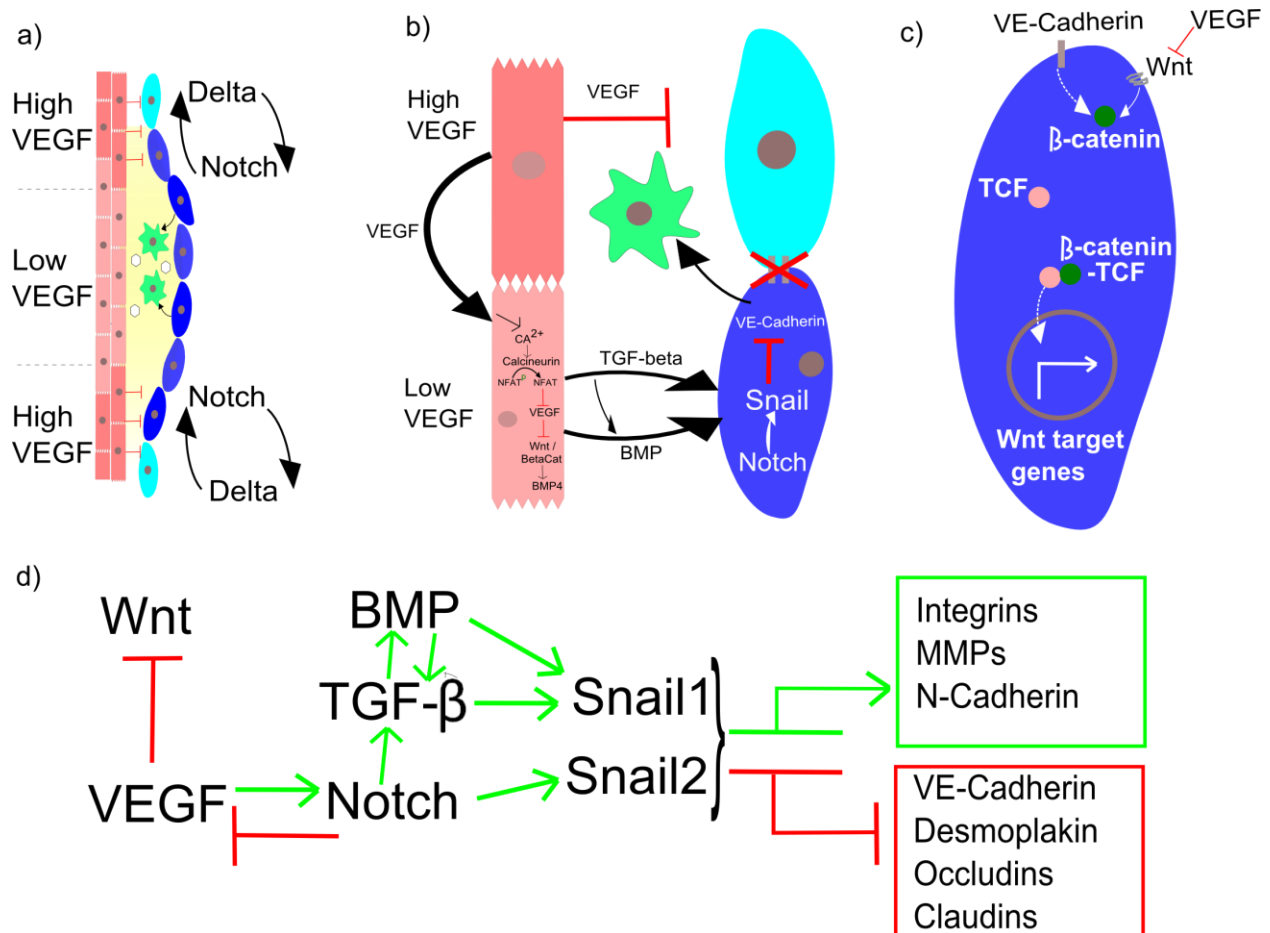 a)
High
VEGF
Low
VEGF
High
VEGF
Delta
Notch
Notch
Delta
b)
High
VEGF
VEGF
VEGF
Low
VEGF
CA2+
Calcineurin
NFATP NFAT
VEGF
Wnt /
BetaCat
BMP4
TGF-beta
BMP
VE-Cadherin
Snail
Notch
c)
VE-Cadherin
VEGF
Wnt
β-catenin
TCF
β-catenin
-TCF
Wnt target
genes
d)
Wnt
VEGF
BMP
TGF-β
Notch
Snail1
Snail2
Integrins
MMPs
N-Cadherin
VE-Cadherin
Desmoplakin
Occludins
Claudins